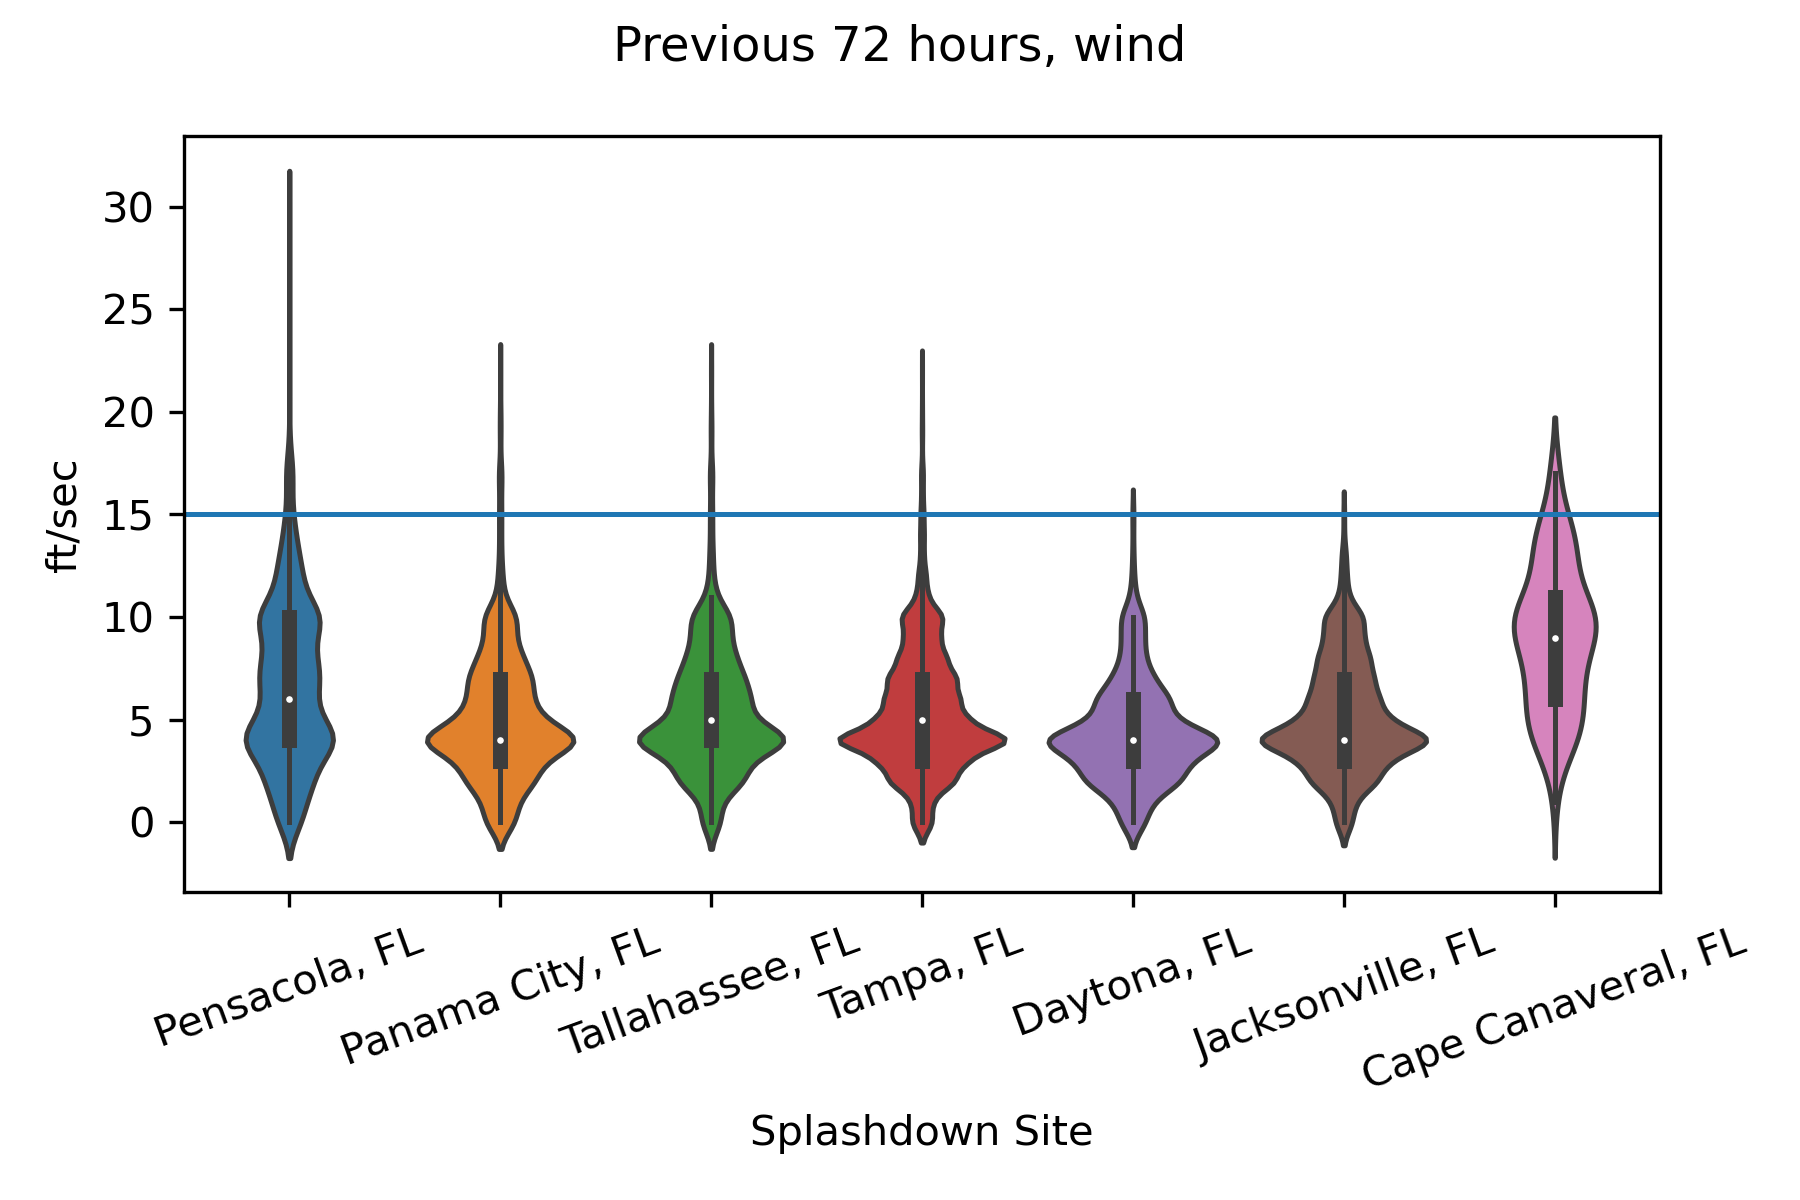 Previous 72 hours, wind
30
25
20
15
10
5
0
ft/sec
Pensacola, FL
Panama City, FL
Tallahassee, FL
Tampa, FL
Daytona, FL
Jacksonville, FL
Cape Canaveral, FL
Splashdown Site